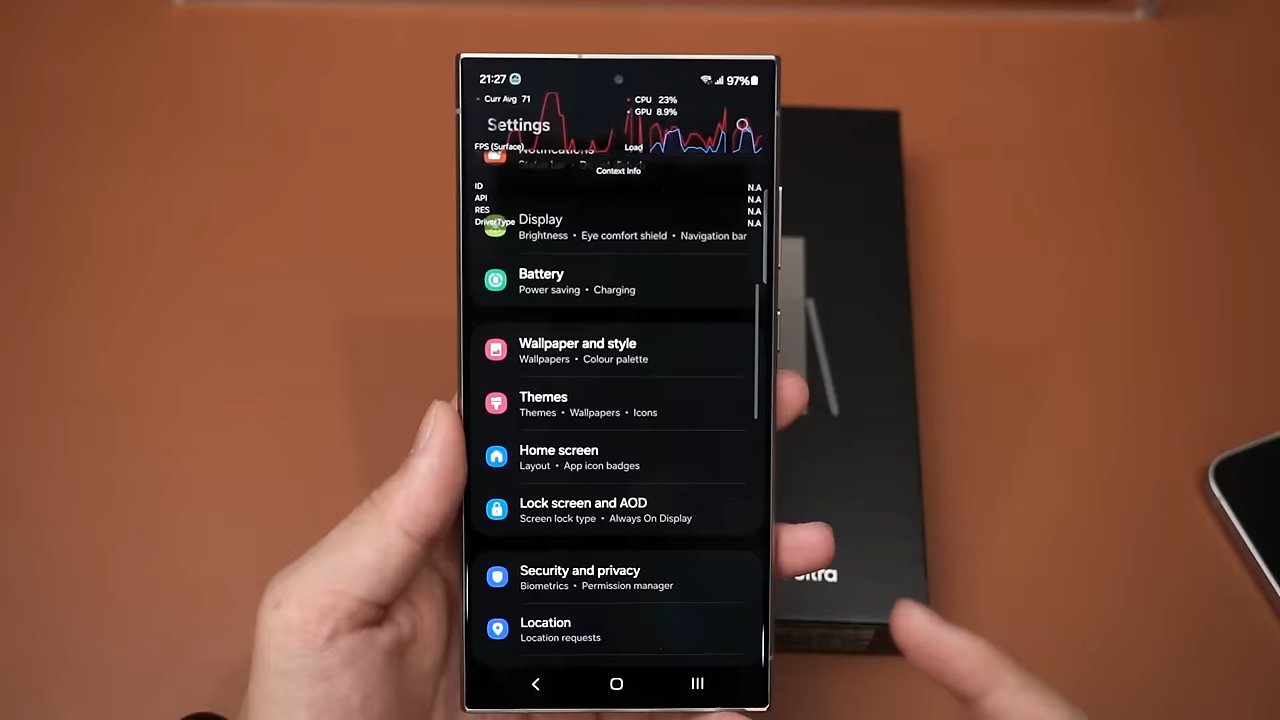 21:27
97%
Curr Avg 71
CPU 23%
GPU 8.9%
Settings
FPS (Surface)
Load
Notifications
Context Info
ID N.A
API N.A
RES N.A
DriverType N.A
Display
Brightness • Eye comfort shield • Navigation bar
Battery
Power saving • Charging
Wallpaper and style
Wallpapers • Colour palette
Themes
Themes • Wallpapers • Icons
Home screen
Layout • App icon badges
Lock screen and AOD
Screen lock type • Always On Display
Security and privacy
Biometrics • Permission manager
Location
Location requests